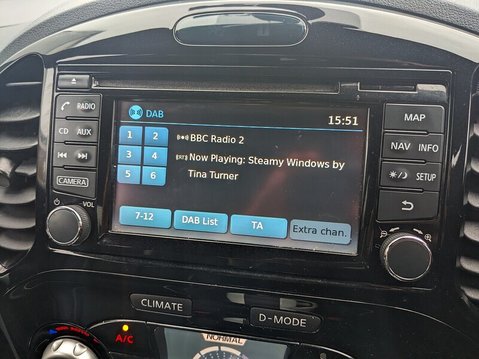 DAB
15:51
RADIO
CD AUX
CAMERA
VOL
1 2
3 4
5 6
BBC Radio 2
Now Playing: Steamy Windows by
Tina Turner
7-12
DAB List
TA
Extra chan.
MAP
NAV INFO
SETUP
CLIMATE
D-MODE
A/C
NORMAL